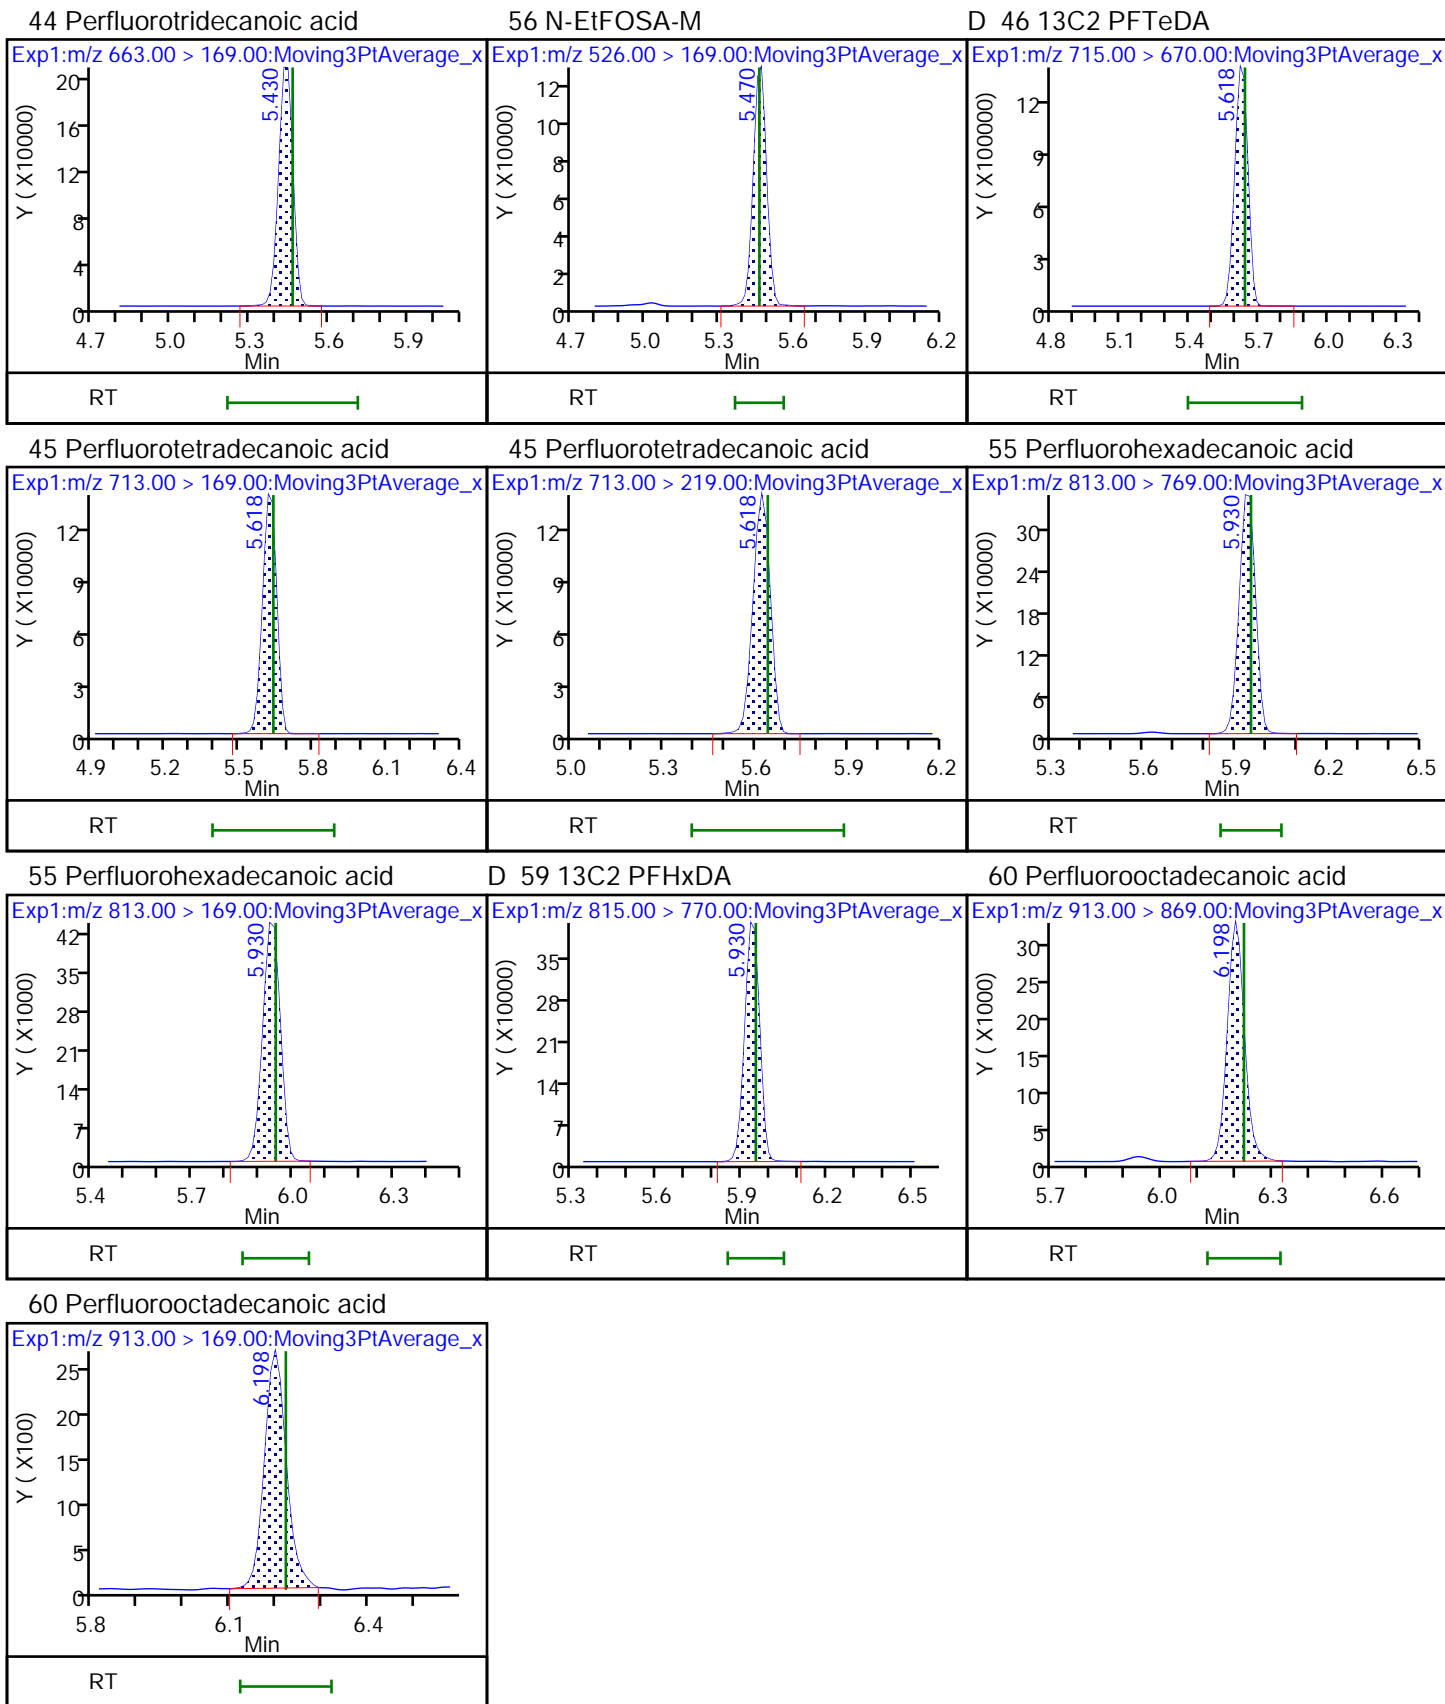 44 Perfluorotridecanoic acid
Exp1:m/z 663.00 > 169.00:Moving3PtAverage_x
5.430
Y ( X10000)
20
16
12
8
4
0
4.7 5.0 5.3 5.6 5.9
Min
RT
56 N-EtFOSA-M
Exp1:m/z 526.00 > 169.00:Moving3PtAverage_x
5.470
Y ( X10000)
12
10
8
6
4
2
0
4.7 5.0 5.3 5.6 5.9 6.2
Min
RT
D 46 13C2 PFTeDA
Exp1:m/z 715.00 > 670.00:Moving3PtAverage_x
5.618
Y ( X100000)
12
9
6
3
0
4.8 5.1 5.4 5.7 6.0 6.3
Min
RT
45 Perfluorotetradecanoic acid
Exp1:m/z 713.00 > 169.00:Moving3PtAverage_x
5.618
Y ( X10000)
12
9
6
3
0
4.9 5.2 5.5 5.8 6.1 6.4
Min
RT
45 Perfluorotetradecanoic acid
Exp1:m/z 713.00 > 219.00:Moving3PtAverage_x
5.618
Y ( X10000)
12
9
6
3
0
5.0 5.3 5.6 5.9 6.2
Min
RT
55 Perfluorohexadecanoic acid
Exp1:m/z 813.00 > 769.00:Moving3PtAverage_x
5.930
Y ( X10000)
30
24
18
12
6
0
5.3 5.6 5.9 6.2 6.5
Min
RT
55 Perfluorohexadecanoic acid
Exp1:m/z 813.00 > 169.00:Moving3PtAverage_x
5.930
Y ( X1000)
42
35
28
21
14
7
0
5.4 5.7 6.0 6.3
Min
RT
D 59 13C2 PFHxDA
Exp1:m/z 815.00 > 770.00:Moving3PtAverage_x
5.930
Y ( X10000)
35
28
21
14
7
0
5.3 5.6 5.9 6.2 6.5
Min
RT
60 Perfluorooctadecanoic acid
Exp1:m/z 913.00 > 869.00:Moving3PtAverage_x
6.198
Y ( X1000)
30
25
20
15
10
5
0
5.7 6.0 6.3 6.6
Min
RT
60 Perfluorooctadecanoic acid
Exp1:m/z 913.00 > 169.00:Moving3PtAverage_x
6.198
Y ( X100)
25
20
15
10
5
0
5.8 6.1 6.4
Min
RT